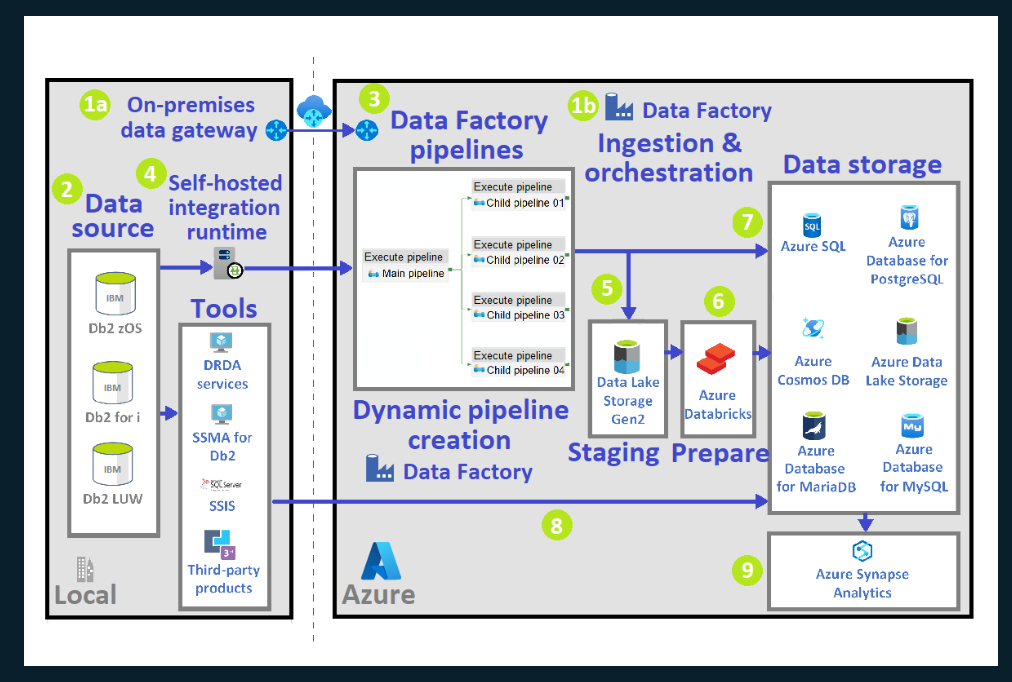 1a
On-premises
data gateway
3
Data Factory
pipelines
1b
Data Factory
Ingestion &
orchestration
Data storage
2
Data
source
4
Self-hosted
integration
runtime
IBM
Db2 zOS
IBM
Db2 for i
IBM
Db2 LUW
Tools
DRDA
services
SSMA for
Db2
SQL Server
SSIS
3rd
Third-party
products
Local
Execute pipeline
Main pipeline
Execute pipeline
Child pipeline 01
Execute pipeline
Child pipeline 02
Execute pipeline
Child pipeline 03
Execute pipeline
Child pipeline 04
Dynamic pipeline
creation
Data Factory
5
Data Lake
Storage
Gen2
Staging
6
Azure
Databricks
Prepare
7
SQL
Azure SQL
Azure
Database for
PostgreSQL
Azure
Cosmos DB
Azure Data
Lake Storage
Azure
Database
for MariaDB
My
Azure
Database
for MySQL
8
Azure
9
Azure Synapse
Analytics